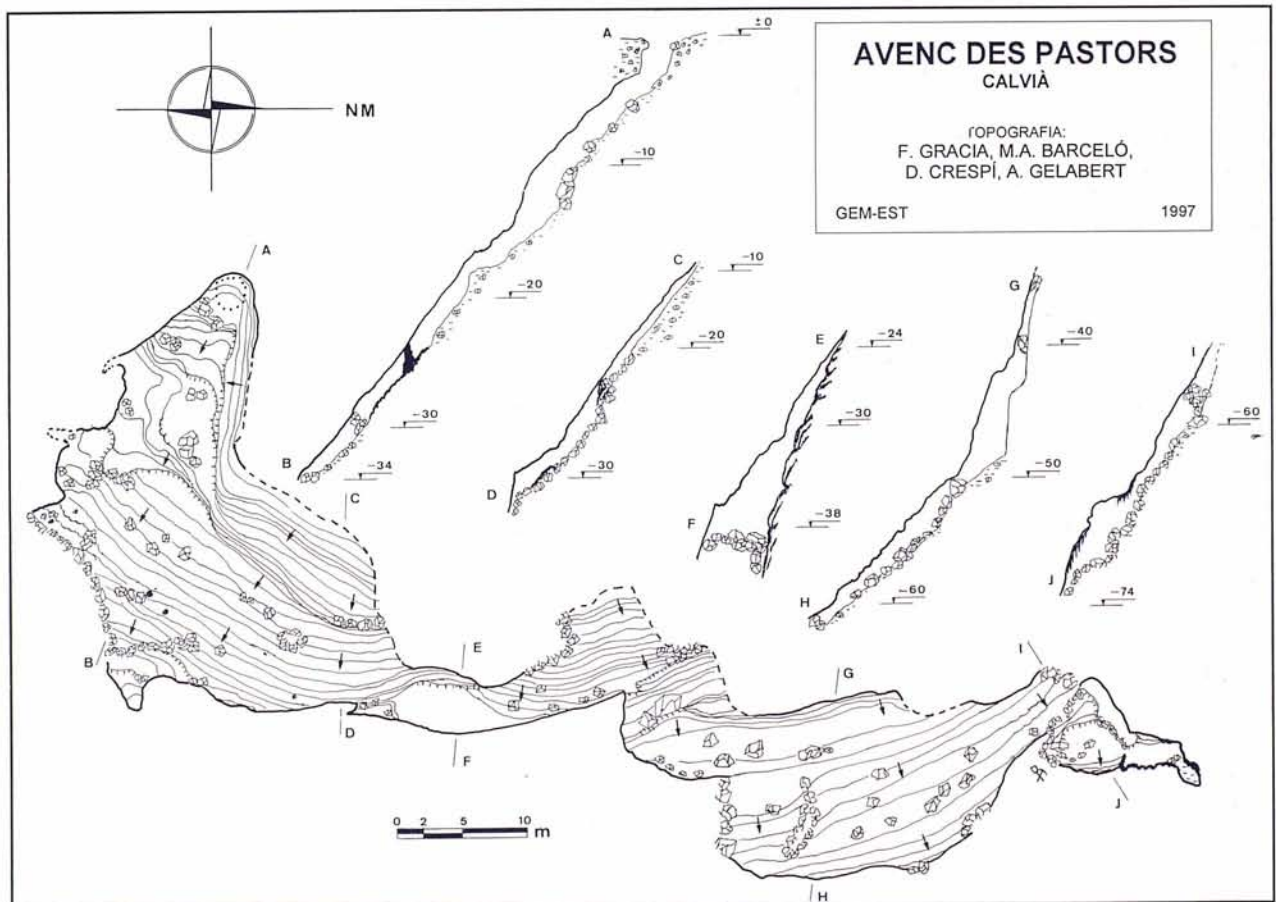 AVENC DES PASTORS
CALVIÀ
TOPOGRAFIA:
F. GRACIA, M.A. BARCELÓ,
D. CRESPÍ, A. GELABERT
GEM-EST 1997
NM
A
±0
-10
-20
-30
B
-34
C
-10
-20
D
-30
E
-24
-30
F
-38
G
-40
-50
H
-60
I
-60
J
-74
A
C
B
E
D
F
G
I
J
H
0 2 5 10 m